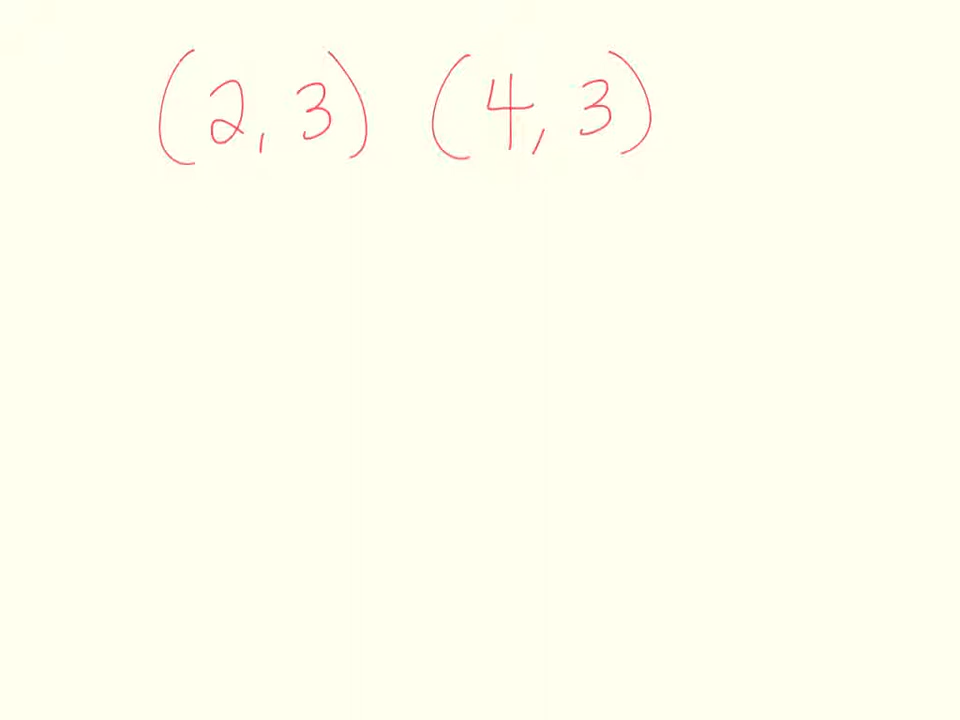 (2, 3) (4, 3)